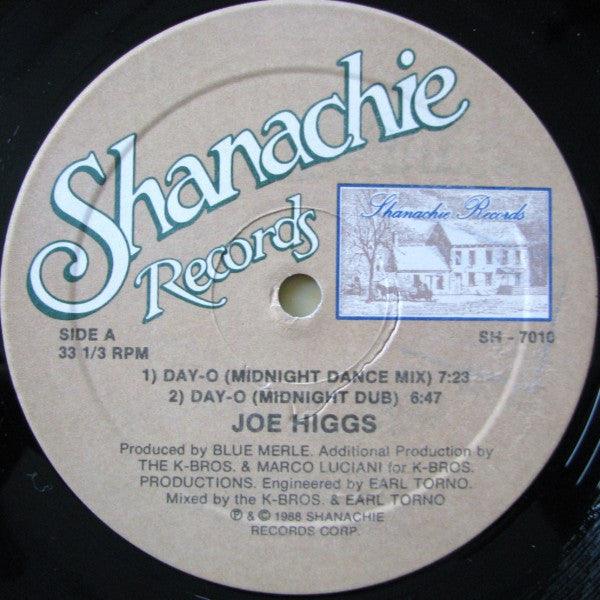 Shanachie
Records
Shanachie Records
SIDE A
33 1/3 RPM
SH - 7010
1) DAY-O (MIDNIGHT DANCE MIX) 7:23
2) DAY-O (MIDNIGHT DUB) 6:47
JOE HIGGS
Produced by BLUE MERLE. Additional Production by
THE K-BROS. & MARCO LUCIANI for K-BROS.
PRODUCTIONS. Engineered by EARL TORNO.
Mixed by the K-BROS. & EARL TORNO
℗ & © 1988 SHANACHIE
RECORDS CORP.